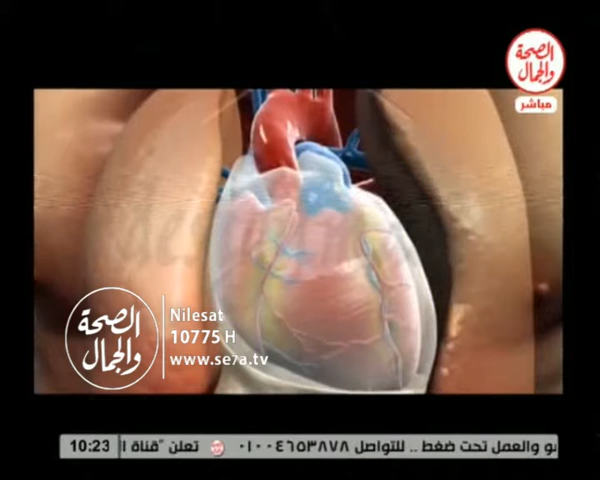 الصحة
والجمال
مباشر
الصحة
والجمال
Nilesat
10775 H
www.se7a.tv
10:23
والعمل تحت ضغط .. للتواصل ٠١٠٠٤٦٥٣٨٧٨ تعلن "قناة